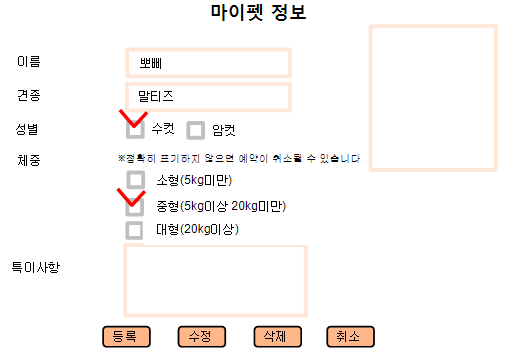 마이펫 정보
이름 뽀삐
견종 말티즈
성별 수컷 암컷
체중 ※정확히 표기하지 않으면 예약이 취소될 수 있습니다
소형(5kg미만)
중형(5kg이상 20kg미만)
대형(20kg이상)
특이사항
등록 수정 삭제 취소